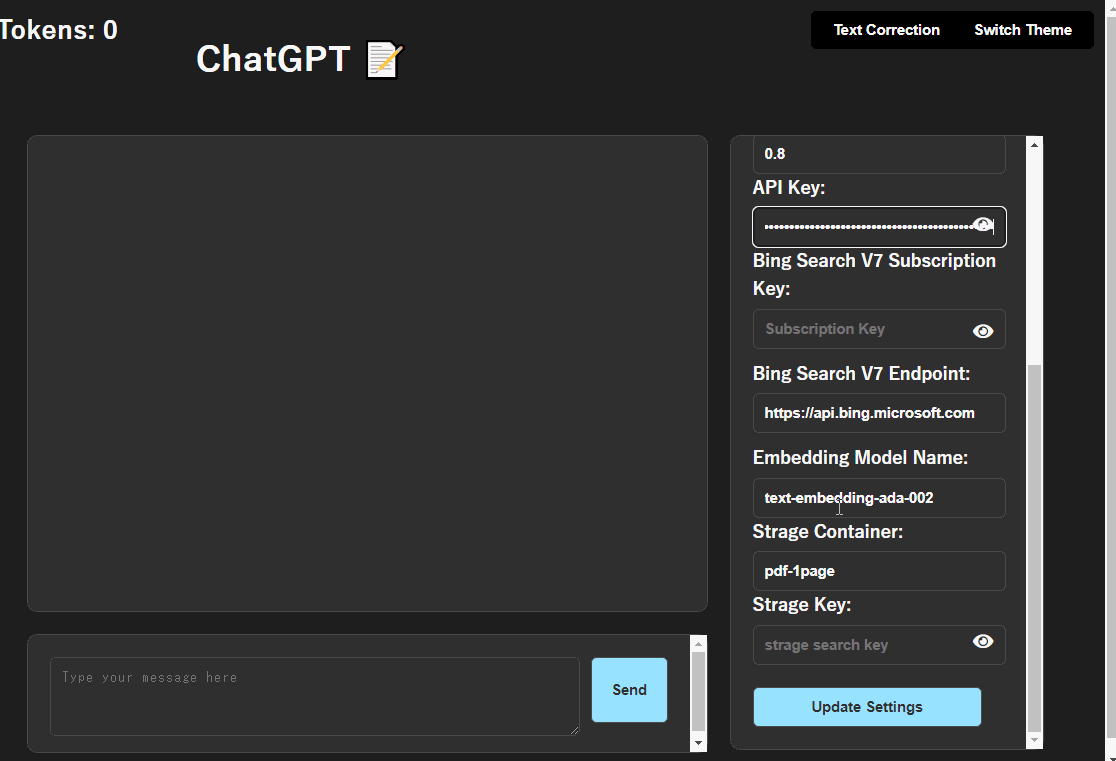 Tokens: 0
Text Correction
Switch Theme
ChatGPT 📝
0.8
API Key:
••••••••••••••••••••••••••••••••••••••••••
Bing Search V7 Subscription
Key:
Subscription Key
Bing Search V7 Endpoint:
https://api.bing.microsoft.com
Embedding Model Name:
text-embedding-ada-002
Strage Container:
pdf-1page
Strage Key:
strage search key
Update Settings
Type your message here
Send